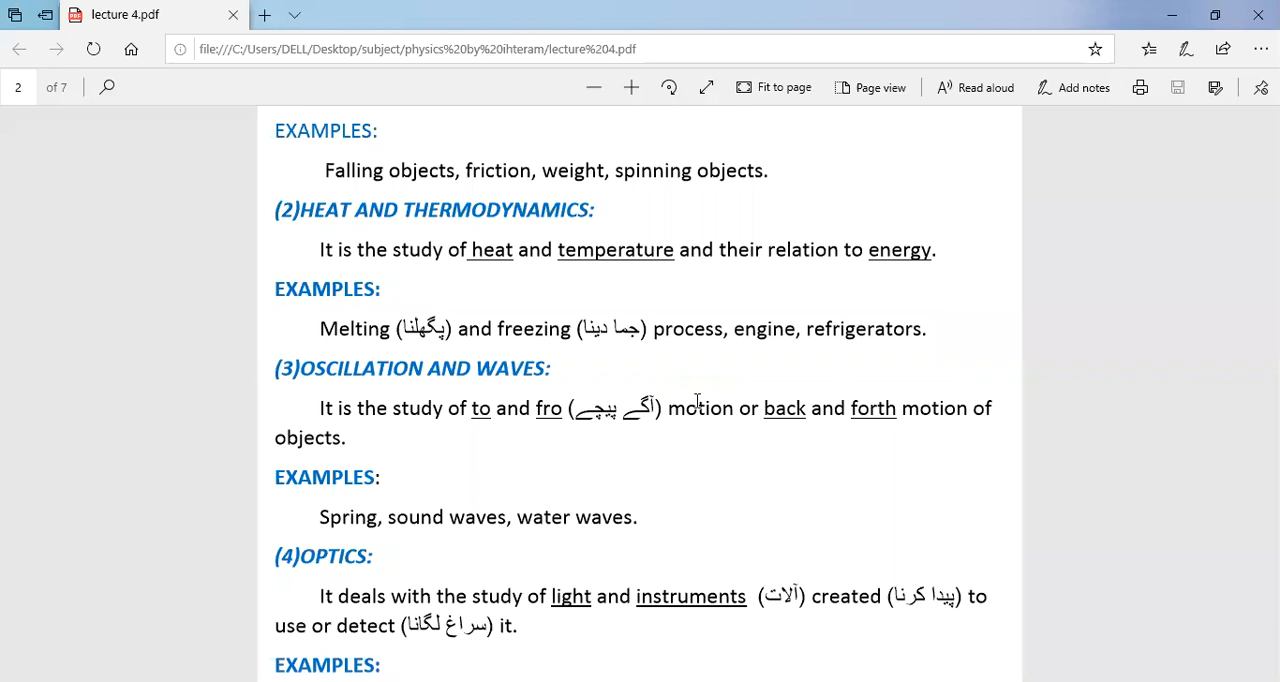 lecture 4.pdf
file:///C:/Users/DELL/Desktop/subject/physics%20by%20ihteram/lecture%204.pdf
2 of 7 Fit to page Page view Read aloud Add notes
EXAMPLES:
Falling objects, friction, weight, spinning objects.
(2)HEAT AND THERMODYNAMICS:
It is the study of heat and temperature and their relation to energy.
EXAMPLES:
Melting (پگھلنا) and freezing (جما دینا) process, engine, refrigerators.
(3)OSCILLATION AND WAVES:
It is the study of to and fro (آگے پیچے) motion or back and forth motion of
objects.
EXAMPLES:
Spring, sound waves, water waves.
(4)OPTICS:
It deals with the study of light and instruments (آلات) created (پیدا کرنا) to
use or detect (سراغ لگانا) it.
EXAMPLES: